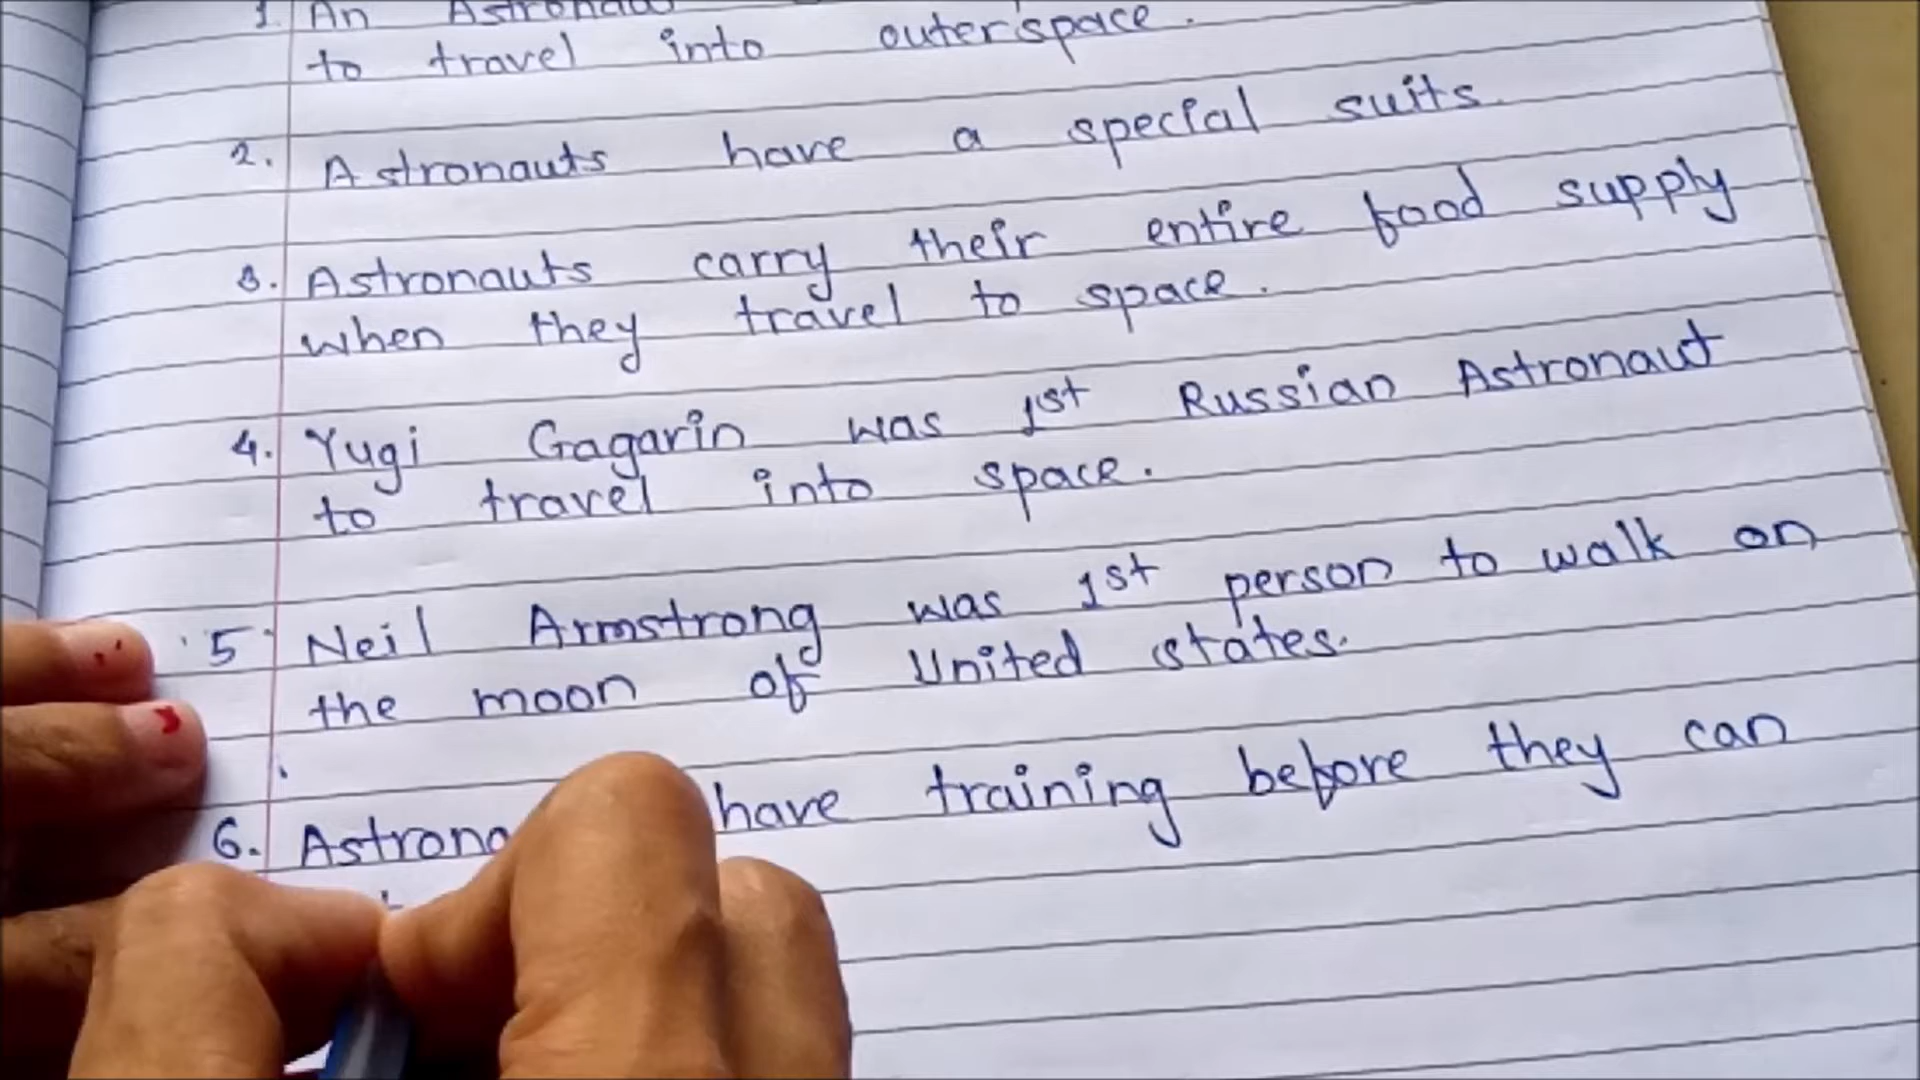 1. An
to travel into outerspace.
2. Astronauts have a special suits.
3. Astronauts carry their entire food supply
when they travel to space.
4. Yugi Gagarin was 1st Russian Astronaut
to travel into space.
5. Neil Armstrong was 1st person to walk on
the moon of United states.
6. have training before they can